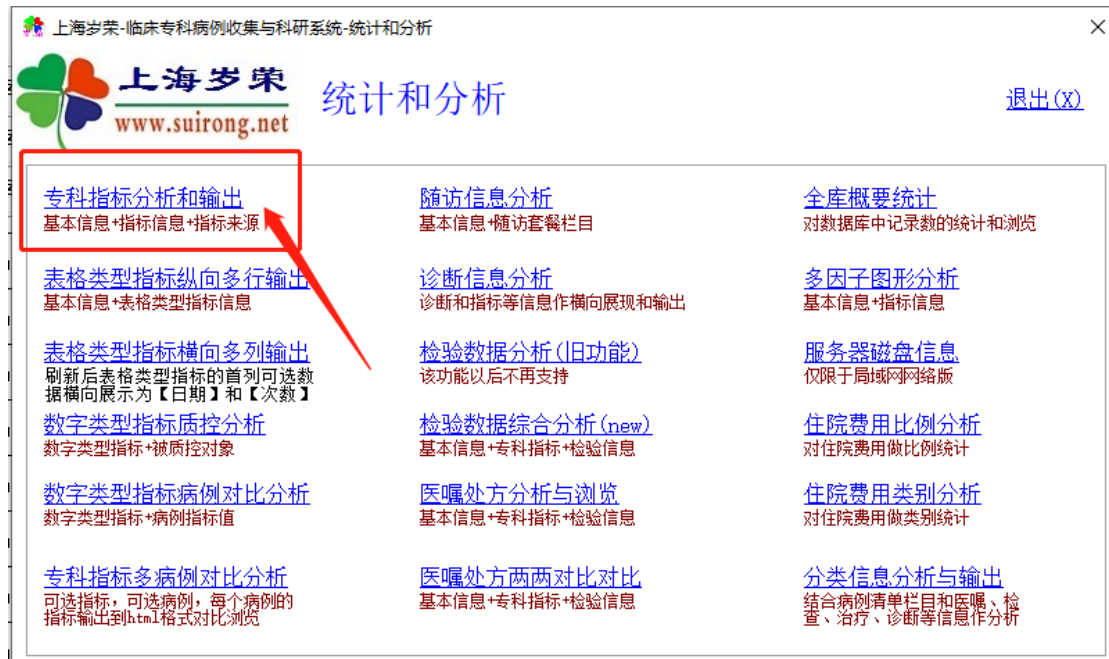 上海岁荣-临床专科病例收集与科研系统-统计和分析
上海岁荣
www.suirong.net
统计和分析
退出(X)
专科指标分析和输出
基本信息+指标信息+指标来源
随访信息分析
基本信息+随访套餐栏目
全库概要统计
对数据库中记录数的统计和浏览
表格类型指标纵向多行输出
基本信息+表格类型指标信息
诊断信息分析
诊断和指标等信息作横向展现和输出
多因子图形分析
基本信息+指标信息
表格类型指标横向多列输出
刷新后表格类型指标的首列可选数
据横向展示为【日期】和【次数】
检验数据分析(旧功能)
该功能以后不再支持
服务器磁盘信息
仅限于局域网网络版
数字类型指标质控分析
数字类型指标+被质控对象
检验数据综合分析(new)
基本信息+专科指标+检验信息
住院费用比例分析
对住院费用做比例统计
数字类型指标病例对比分析
数字类型指标+病例指标值
医嘱处方分析与浏览
基本信息+专科指标+检验信息
住院费用类别分析
对住院费用做类别统计
专科指标多病例对比分析
可选指标，可选病例，每个病例的
指标输出到html格式对比浏览
医嘱处方两两对比对比
基本信息+专科指标+检验信息
分类信息分析与输出
结合病例清单栏目和医嘱、检
查、治疗、诊断等信息作分析